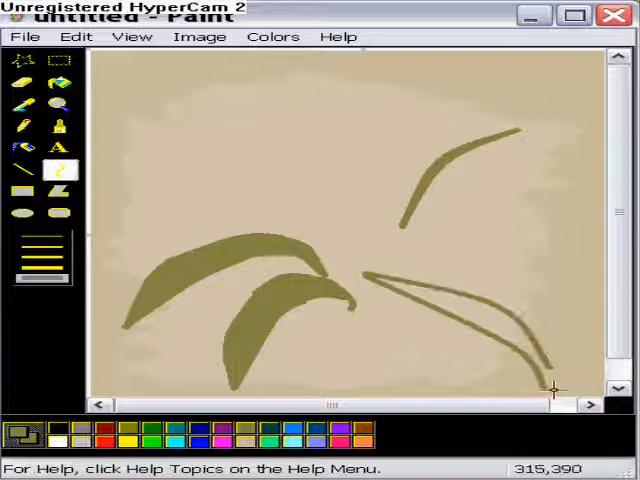 Unregistered HyperCam 2
untitled - Paint
File Edit View Image Colors Help
A
For Help, click Help Topics on the Help Menu.
315,390